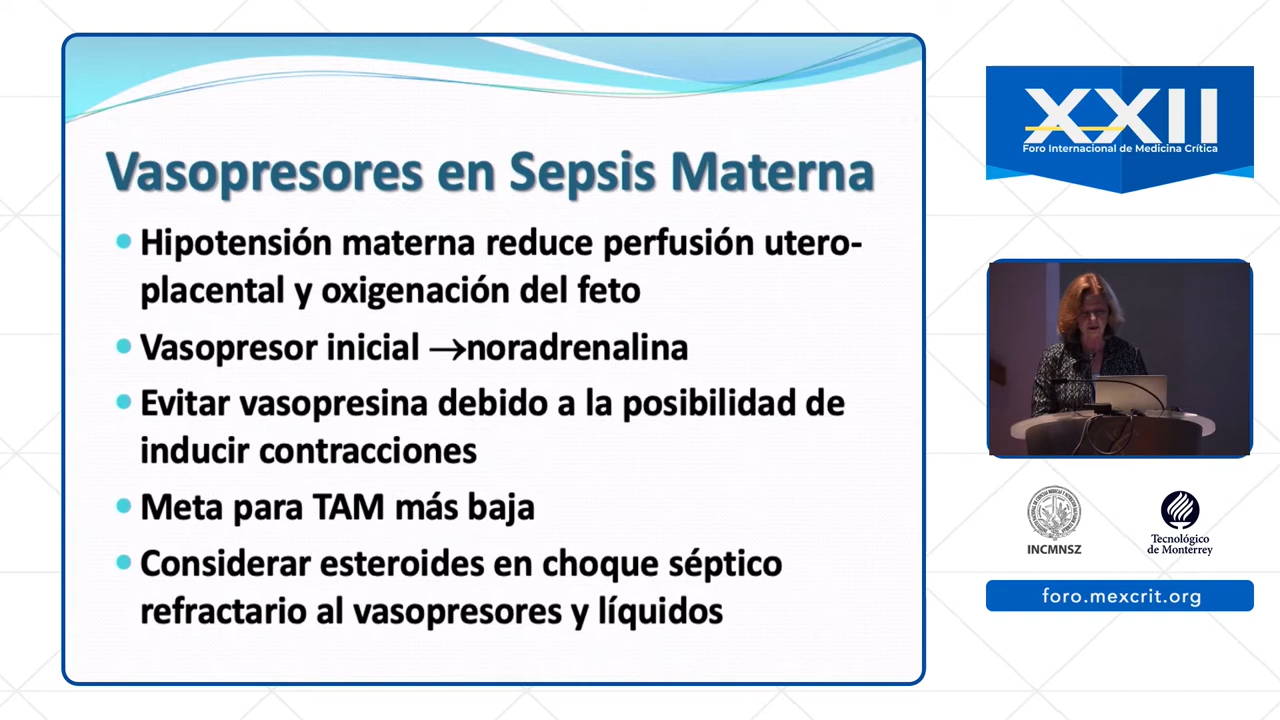 Vasopresores en Sepsis Materna
• Hipotensión materna reduce perfusión utero-
placental y oxigenación del feto
• Vasopresor inicial →noradrenalina
• Evitar vasopresina debido a la posibilidad de
inducir contracciones
• Meta para TAM más baja
• Considerar esteroides en choque séptico
refractario al vasopresores y líquidos
XXII
Foro Internacional de Medicina Crítica
INCMNSZ
Tecnológico
de Monterrey
foro.mexcrit.org